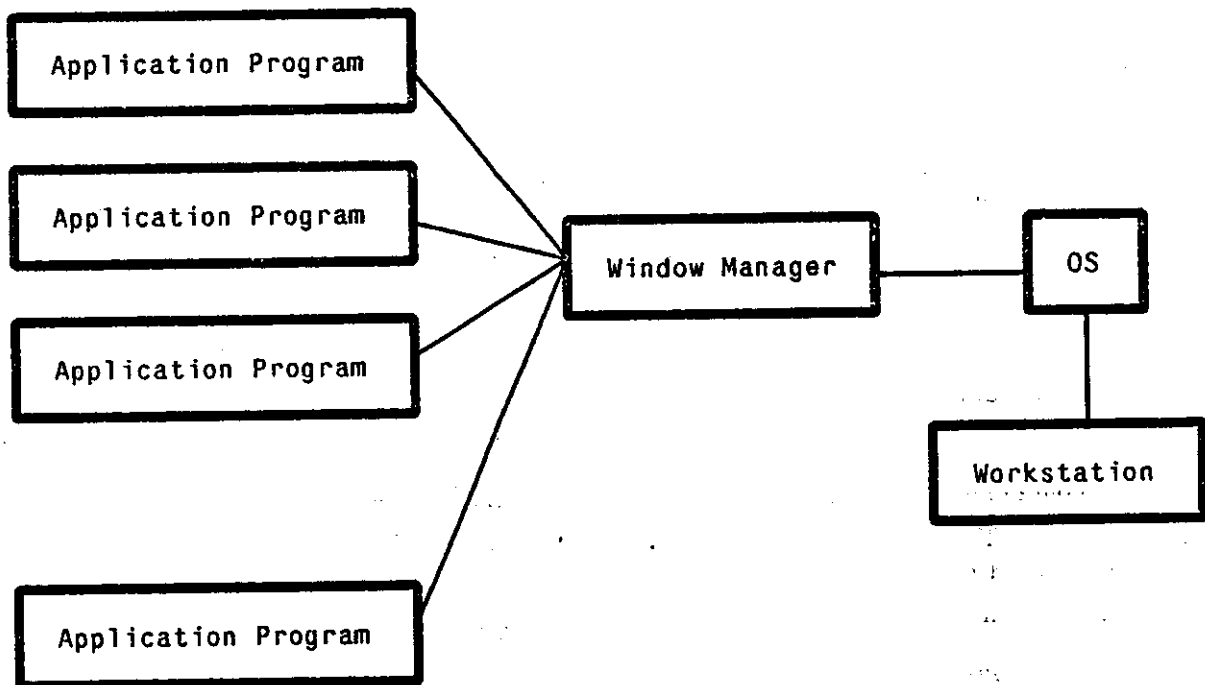 Application Program
Application Program
Window Manager
OS
Application Program
Workstation
Application Program